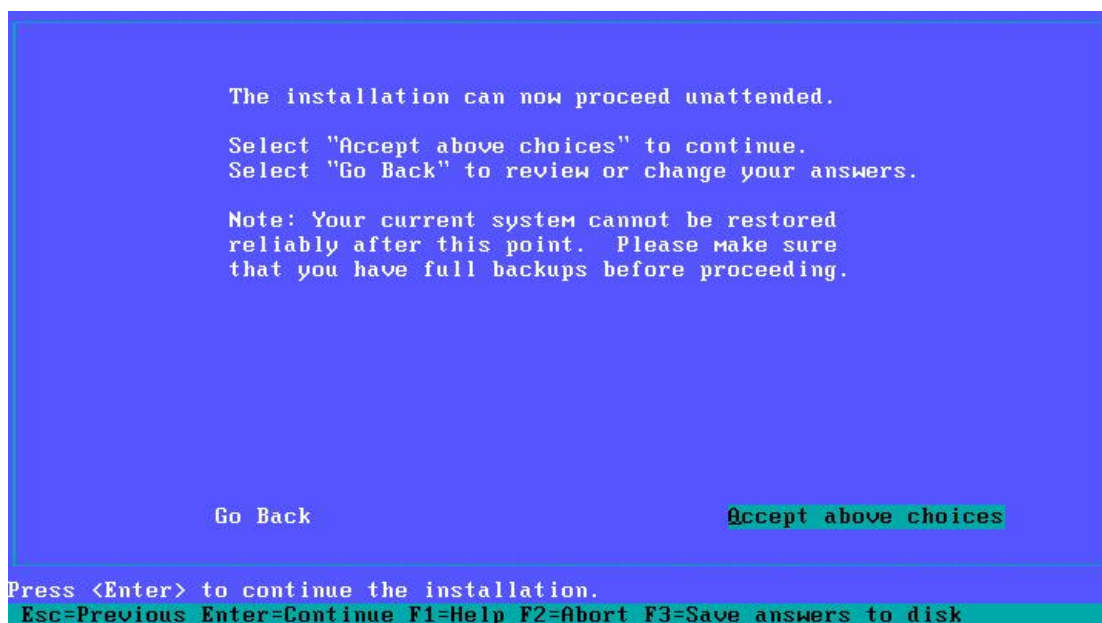 The installation can now proceed unattended.
Select "Accept above choices" to continue.
Select "Go Back" to review or change your answers.
Note: Your current system cannot be restored
reliably after this point.  Please make sure
that you have full backups before proceeding.
Go Back
Accept above choices
Press <Enter> to continue the installation.
Esc=Previous Enter=Continue F1=Help F2=Abort F3=Save answers to disk